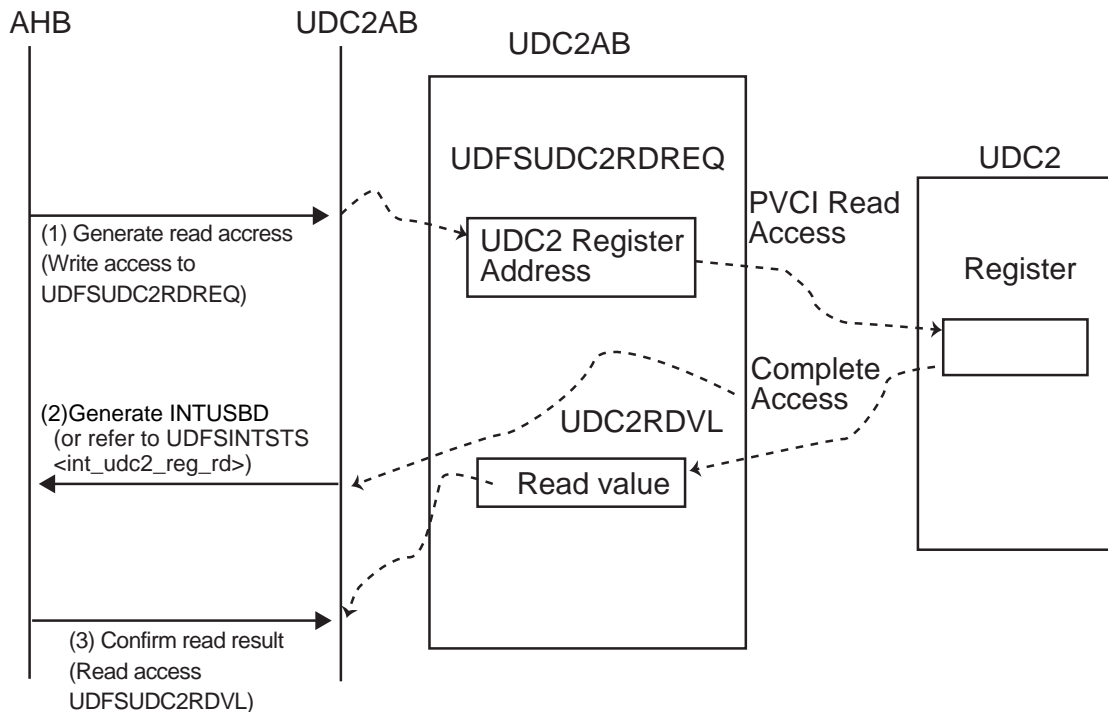 AHB
UDC2AB
UDC2AB
UDFSUDC2RDREQ
UDC2
PVCI Read
Access
(1) Generate read accress
(Write access to
UDFSUDC2RDREQ)
UDC2 Register
Address
Register
Complete
Access
(2)Generate INTUSBD
(or refer to UDFSINTSTS
<int_udc2_reg_rd>)
UDC2RDVL
Read value
(3) Confirm read result
(Read access
UDFSUDC2RDVL)